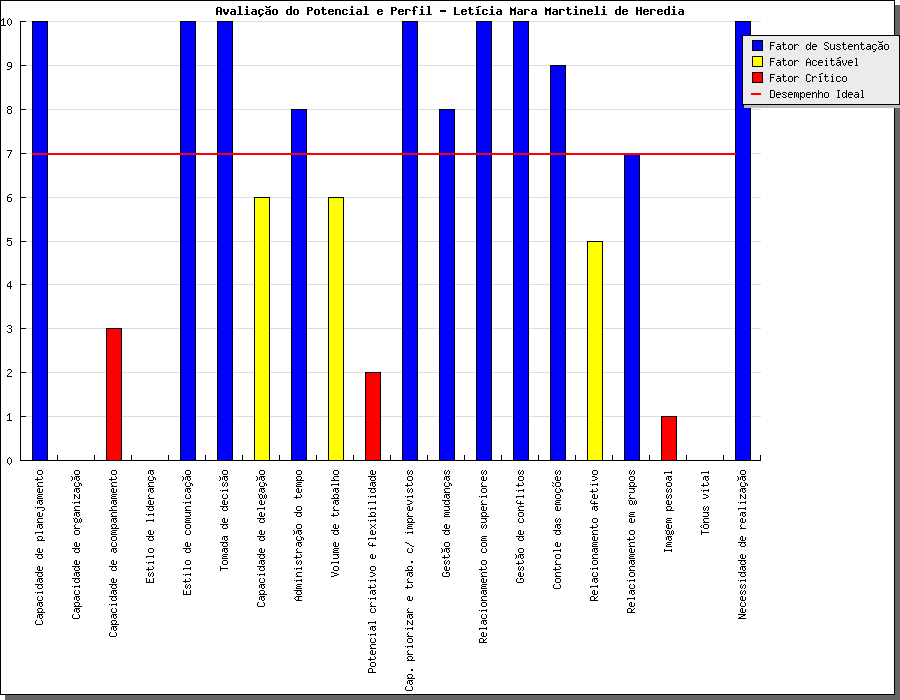 Avaliação do Potencial e Perfil - Letícia Mara Martineli de Heredia
10
9
8
7
6
5
4
3
2
1
0
Fator de Sustentação
Fator Aceitável
Fator Crítico
Desempenho Ideal
Capacidade de planejamento
Capacidade de organização
Capacidade de acompanhamento
Estilo de liderança
Estilo de comunicação
Tomada de decisão
Capacidade de delegação
Administração do tempo
Volume de trabalho
Potencial criativo e flexibilidade
Cap. priorizar e trab. c/ imprevistos
Gestão de mudanças
Relacionamento com superiores
Gestão de conflitos
Controle das emoções
Relacionamento afetivo
Relacionamento em grupos
Imagem pessoal
Tônus vital
Necessidade de realização